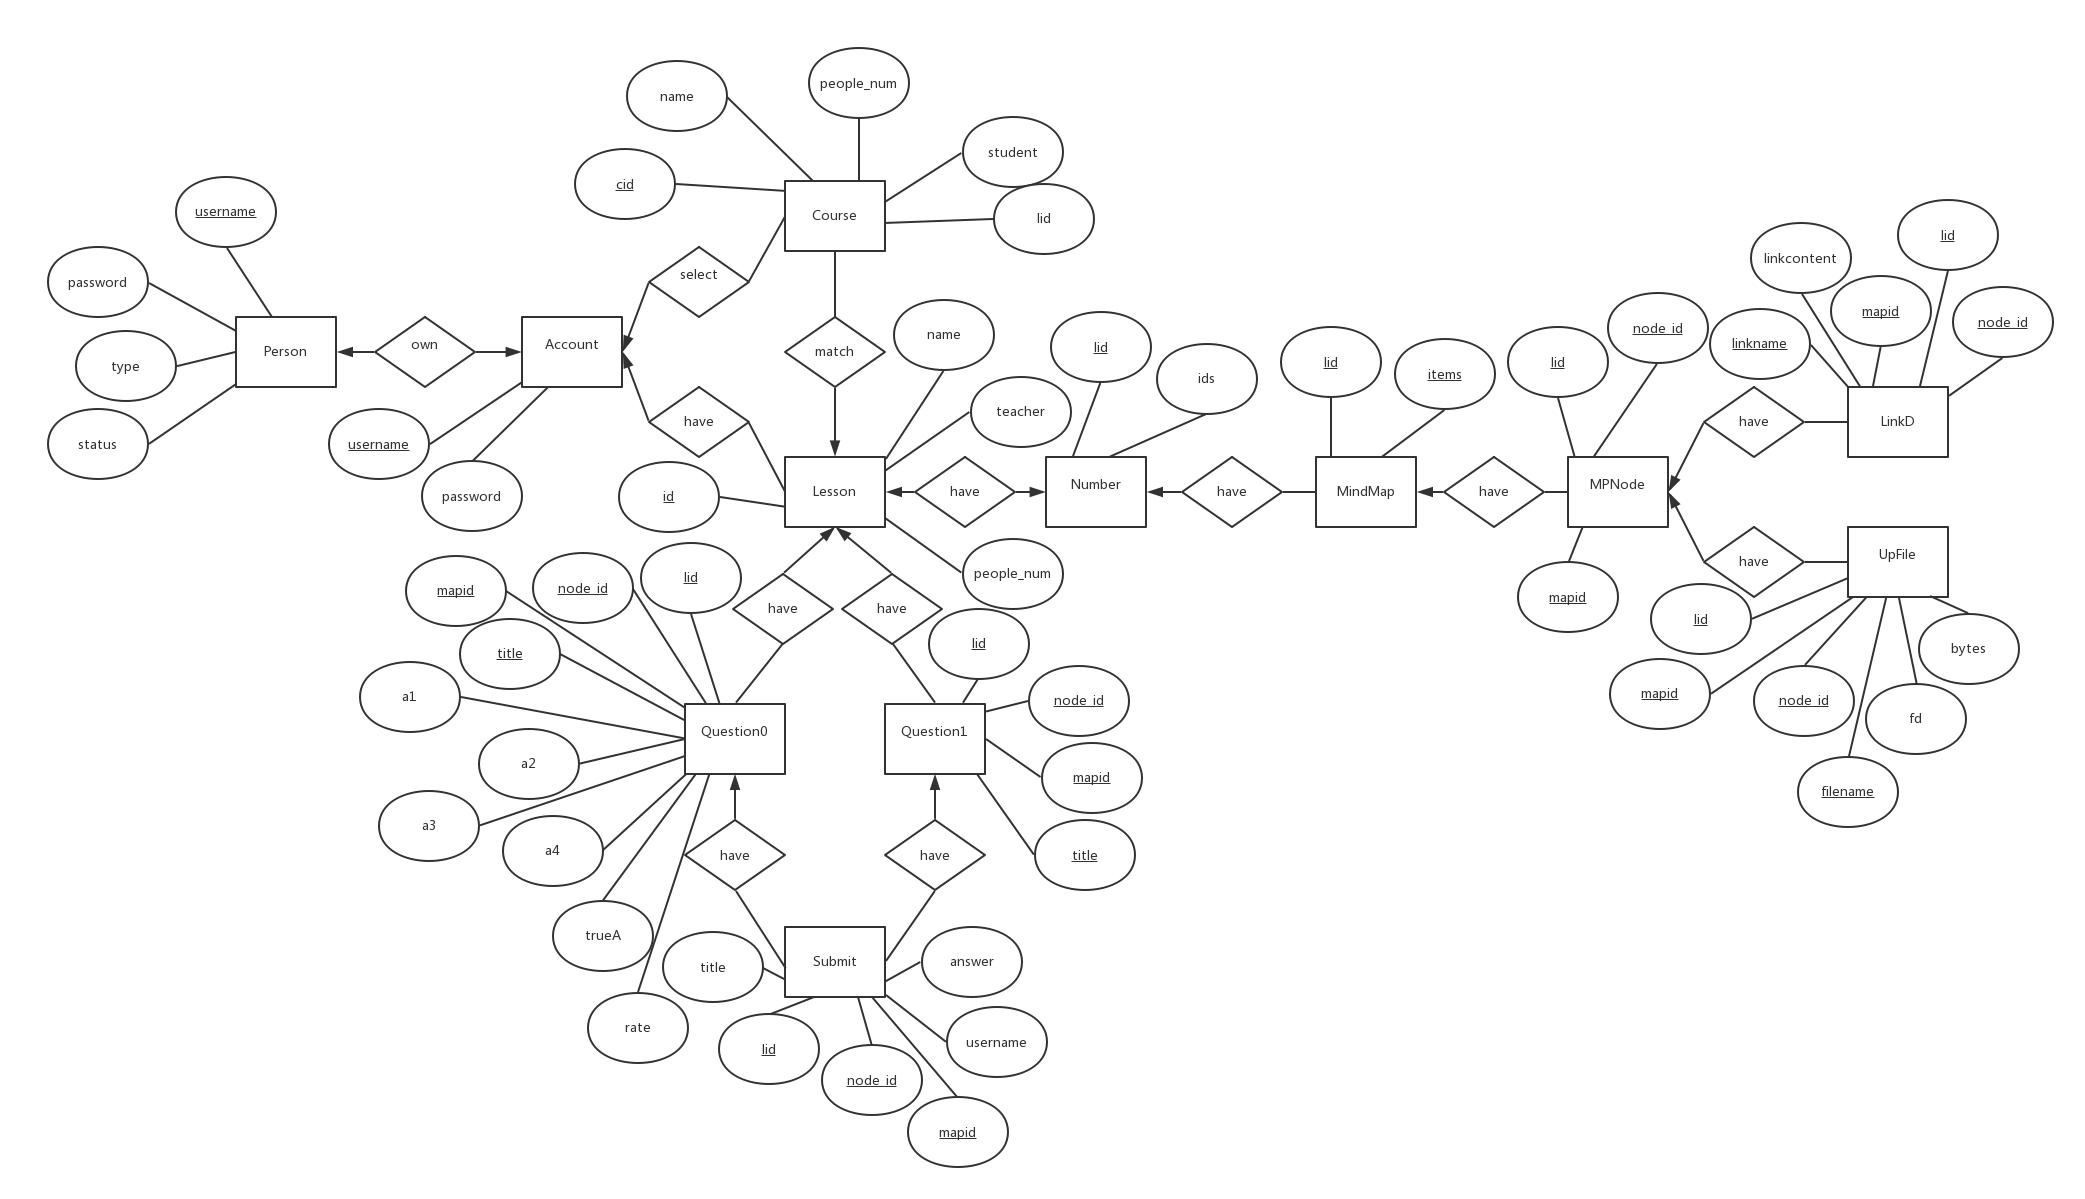 people_num
name
student
cid
Course
lid
username
lid
linkcontent
select
password
mapid
node_id
node_id
name
linkname
own
Account
Person
match
lid
lid
lid
type
ids
items
teacher
have
have
LinkD
status
username
id
password
Lesson
have
Number
have
MindMap
have
MPNode
people_num
have
UpFile
mapid
node_id
lid
mapid
have
have
lid
lid
title
bytes
a1
node_id
mapid
node_id
fd
Question0
Question1
a2
mapid
filename
a3
a4
have
have
title
trueA
title
Submit
answer
rate
lid
username
node_id
mapid